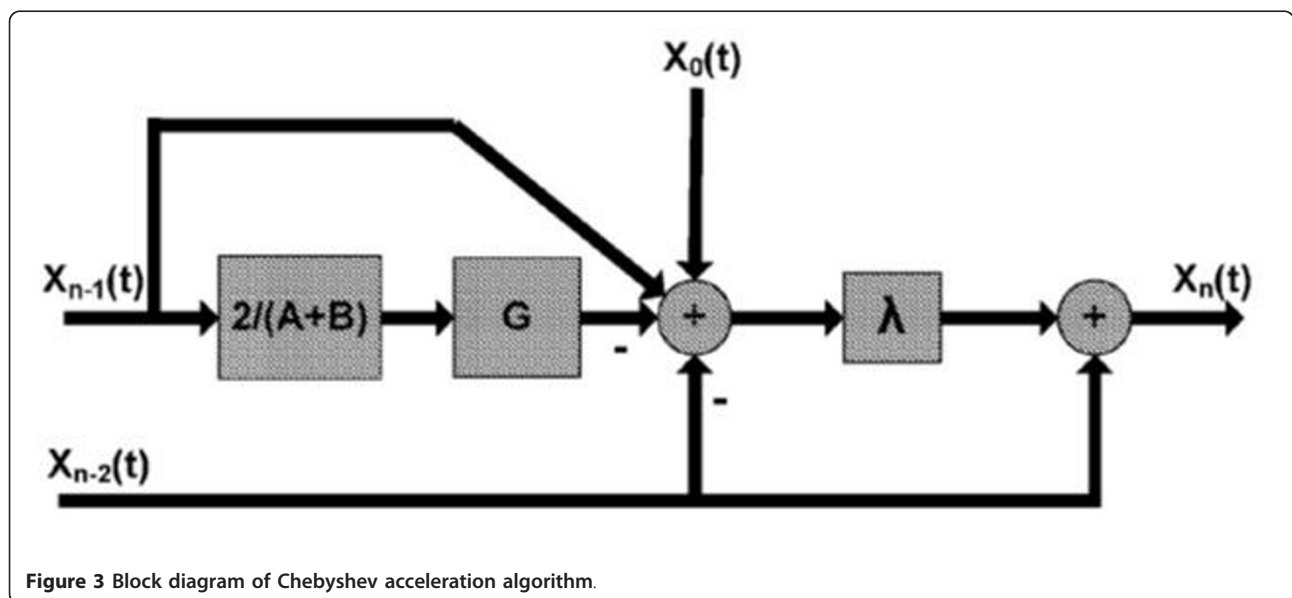 X0(t)
Xn-1(t)
2/(A+B)
G
-
+
λ
+
Xn(t)
-
Xn-2(t)
Figure 3 Block diagram of Chebyshev acceleration algorithm.